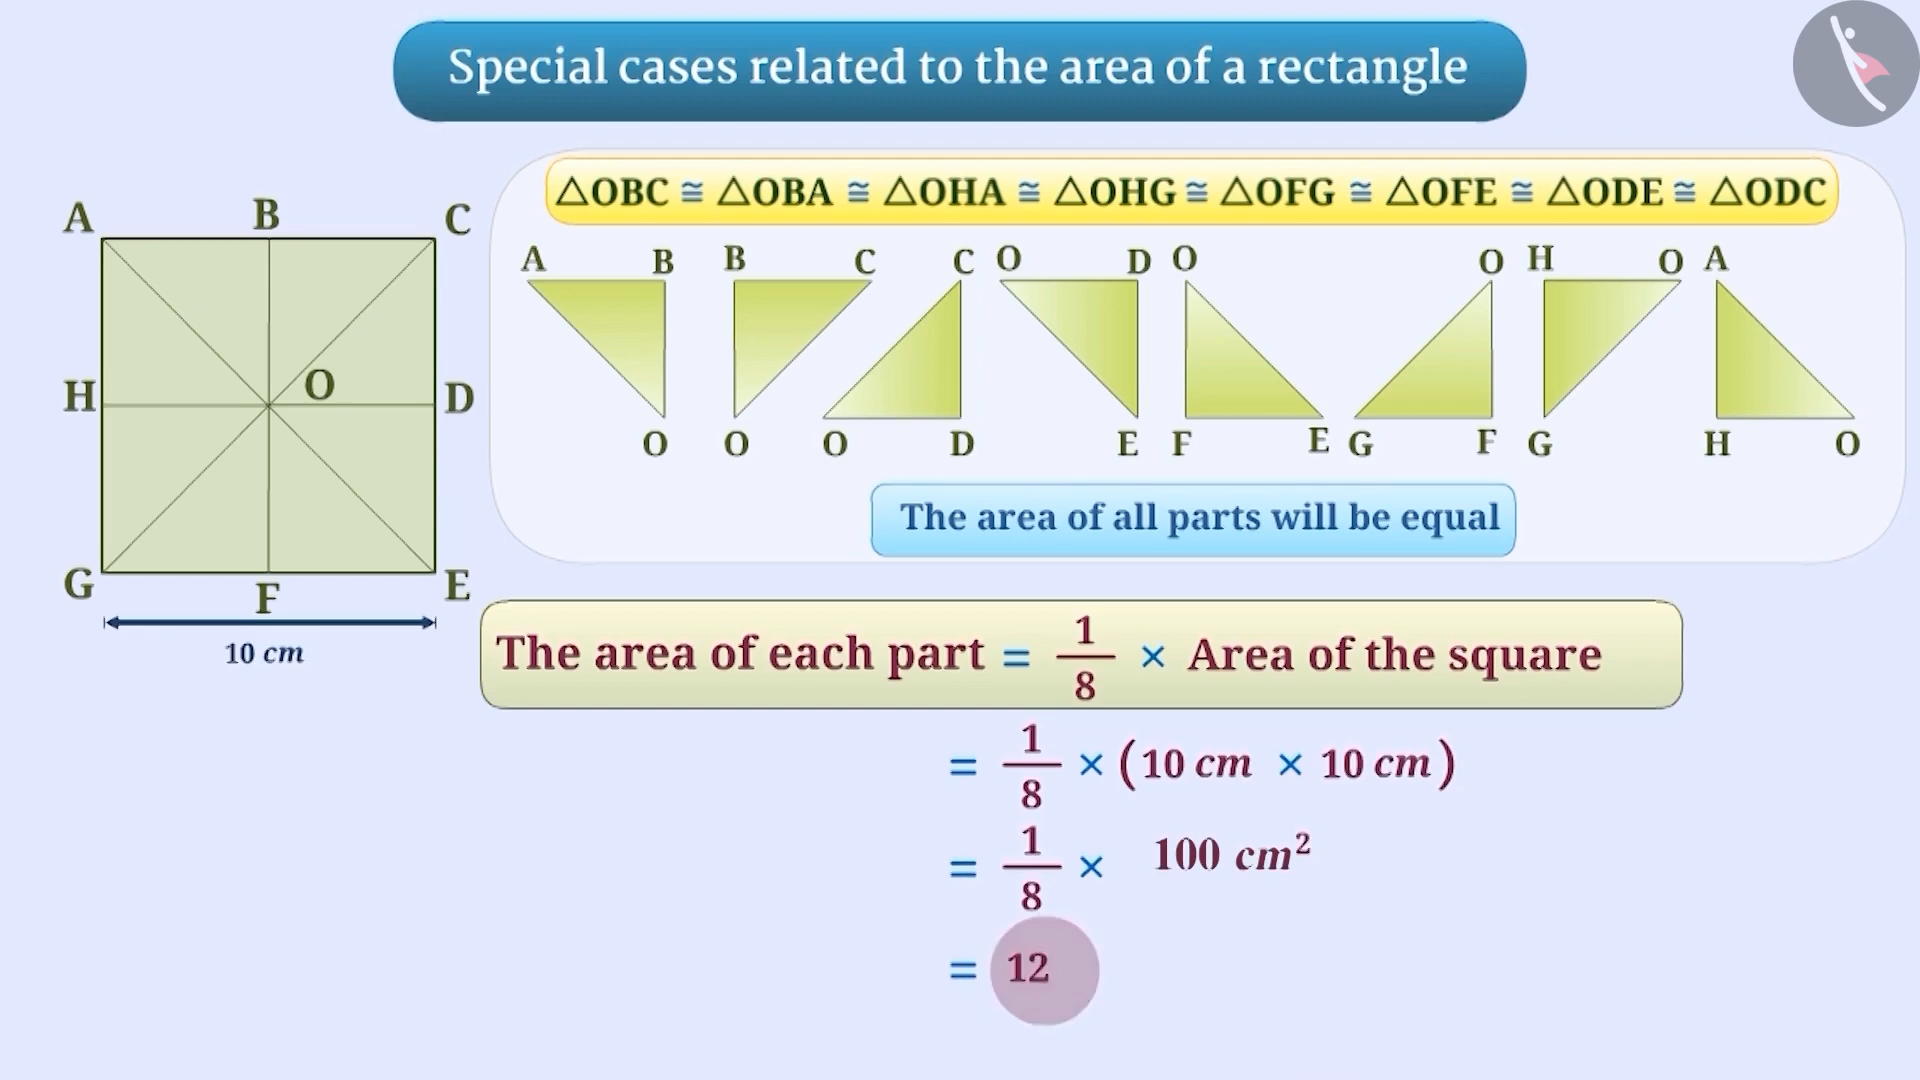 Special cases related to the area of a rectangle
△OBC ≅ △OBA ≅ △OHA ≅ △OHG ≅ △OFG ≅ △OFE ≅ △ODE ≅ △ODC
A B C
H O D
G F E
10 cm
A B B C C O D O O H O A
O O O D E F E G F G H O
The area of all parts will be equal
The area of each part = 1/8 × Area of the square
= 1/8 × (10 cm × 10 cm)
= 1/8 × 100 cm²
= 12